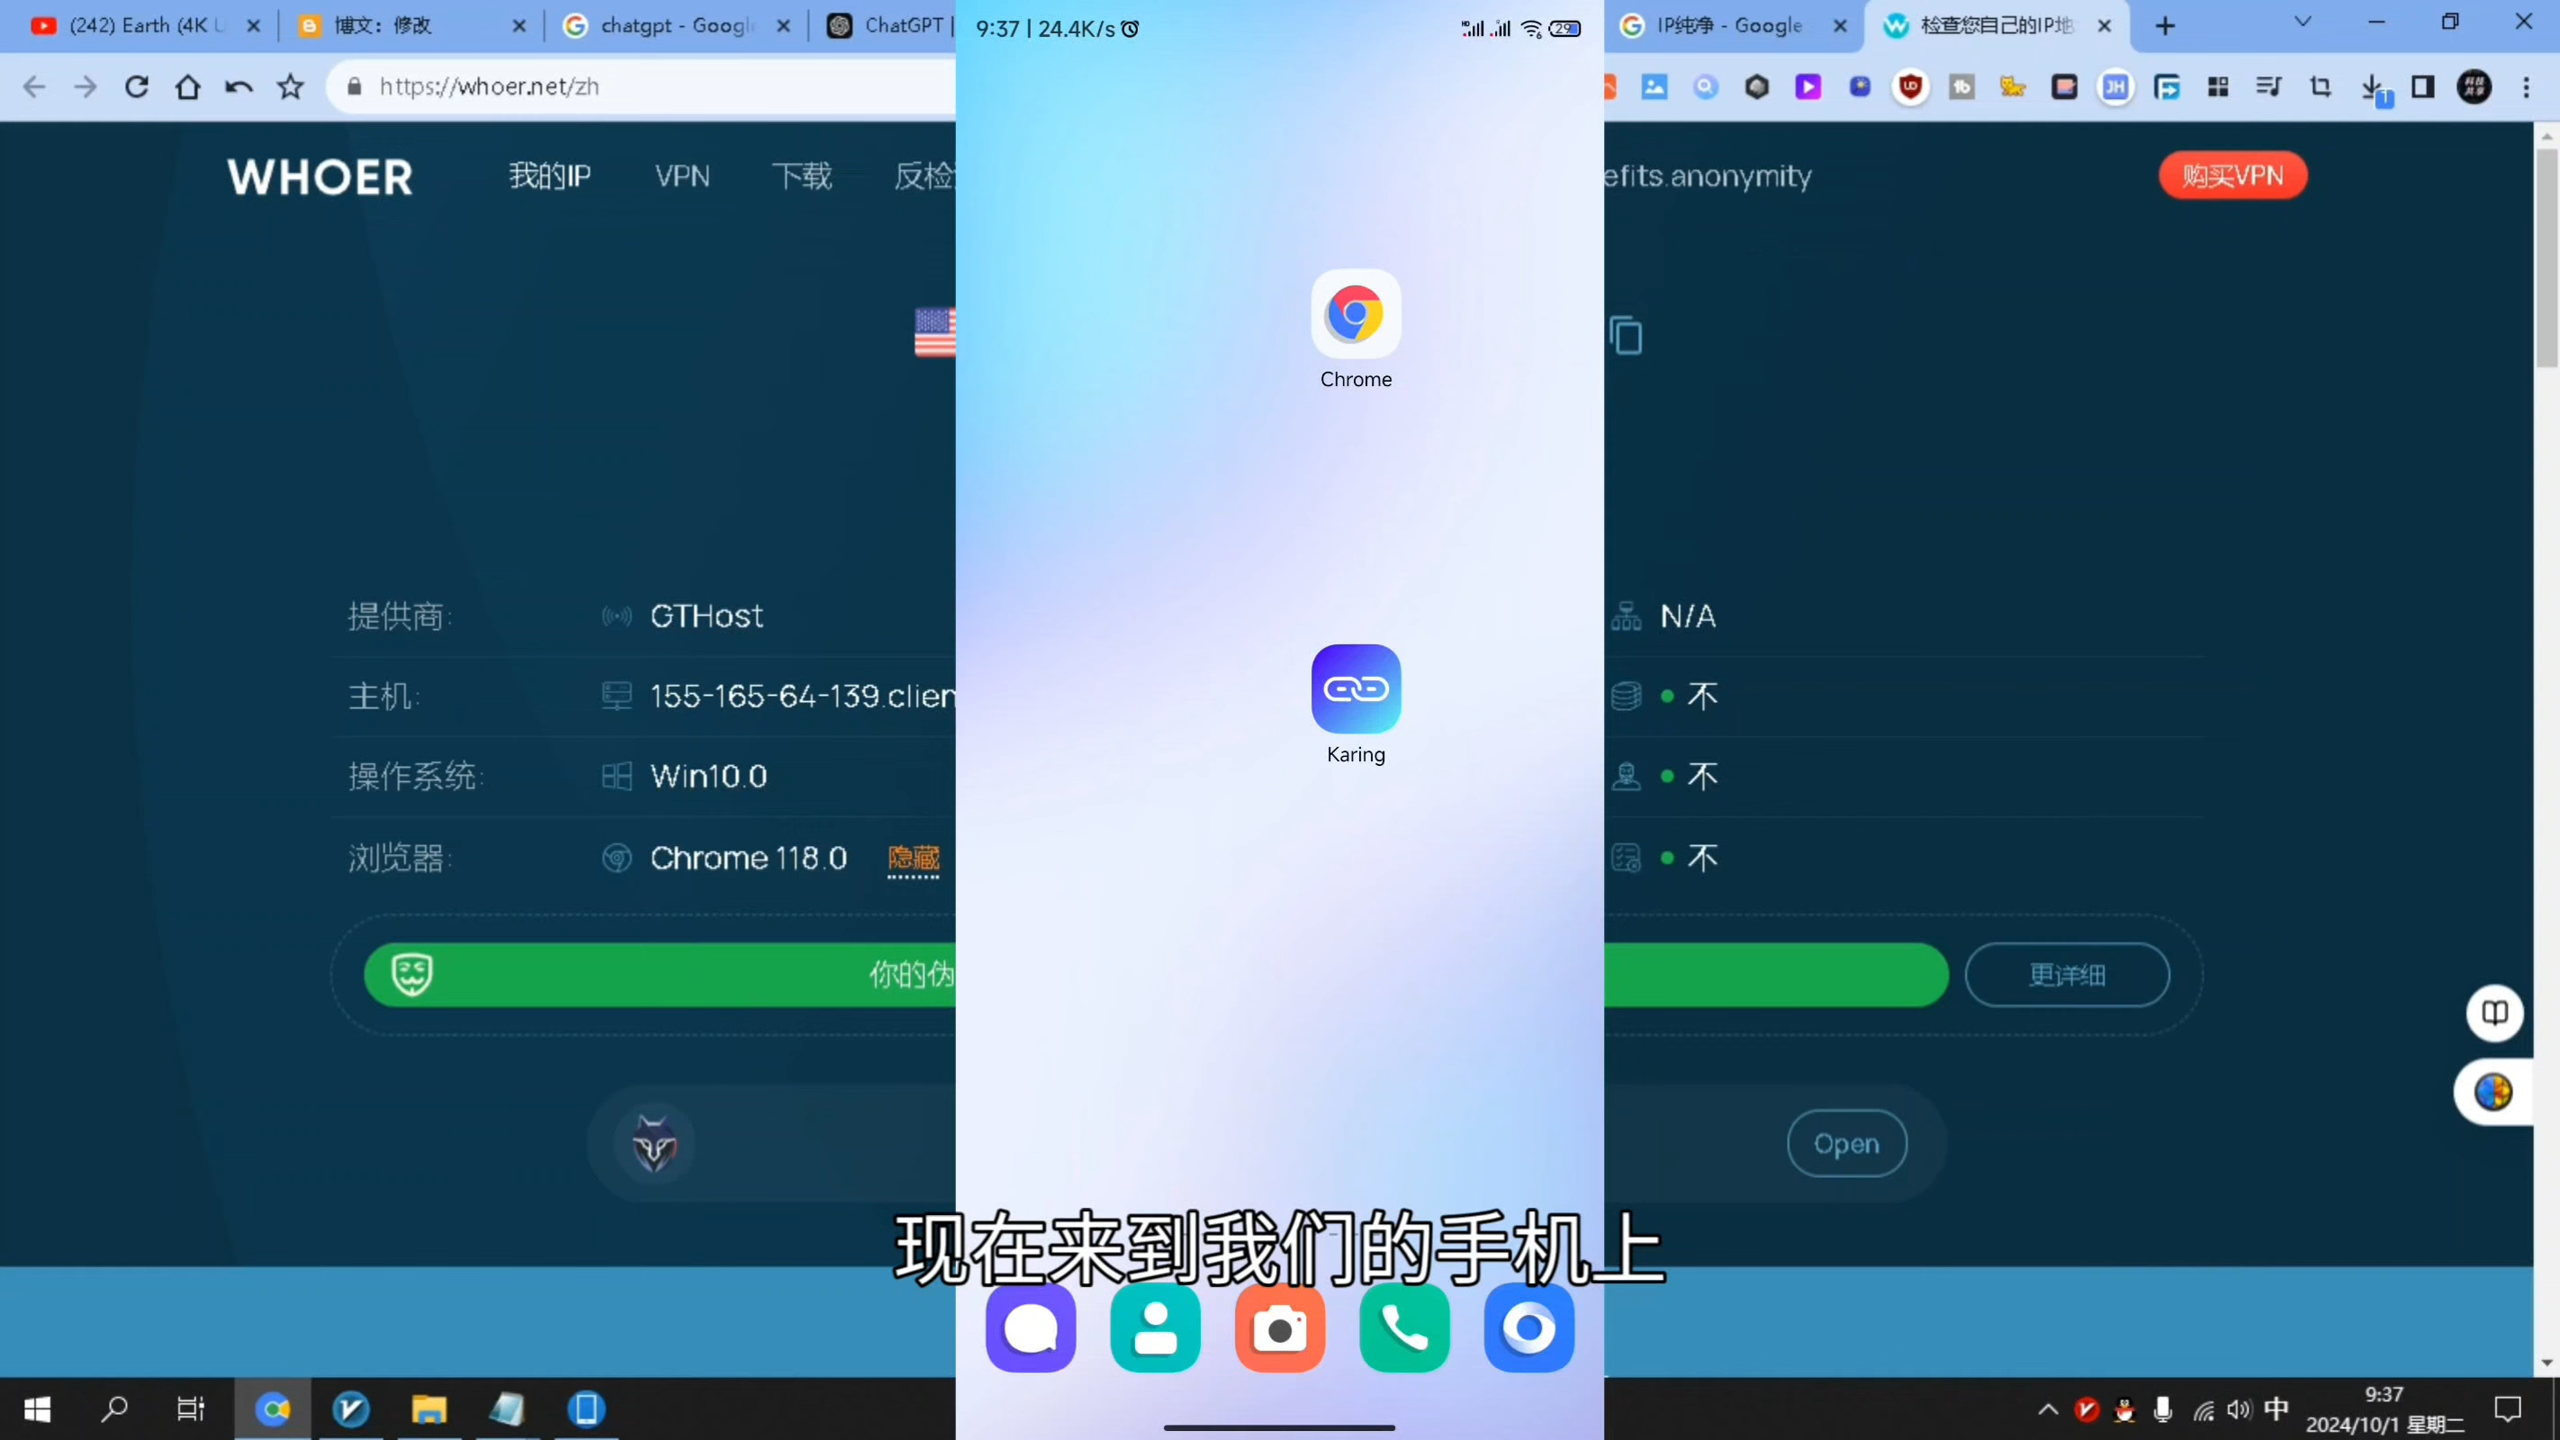 (242) Earth (4K U
博文：修改
chatgpt - Googl
ChatGPT |
IP纯净 - Google
检查您自己的IP地
https://whoer.net/zh
9:37 | 24.4K/s
29
WHOER
我的IP
VPN
下载
反检
efits.anonymity
购买VPN
Chrome
提供商:
GTHost
N/A
主机:
155-165-64-139.clien
不
Karing
操作系统:
Win10.0
不
浏览器:
Chrome 118.0
隐藏
不
你的伪
更详细
Open
现在来到我们的手机上
中
9:37
2024/10/1 星期二